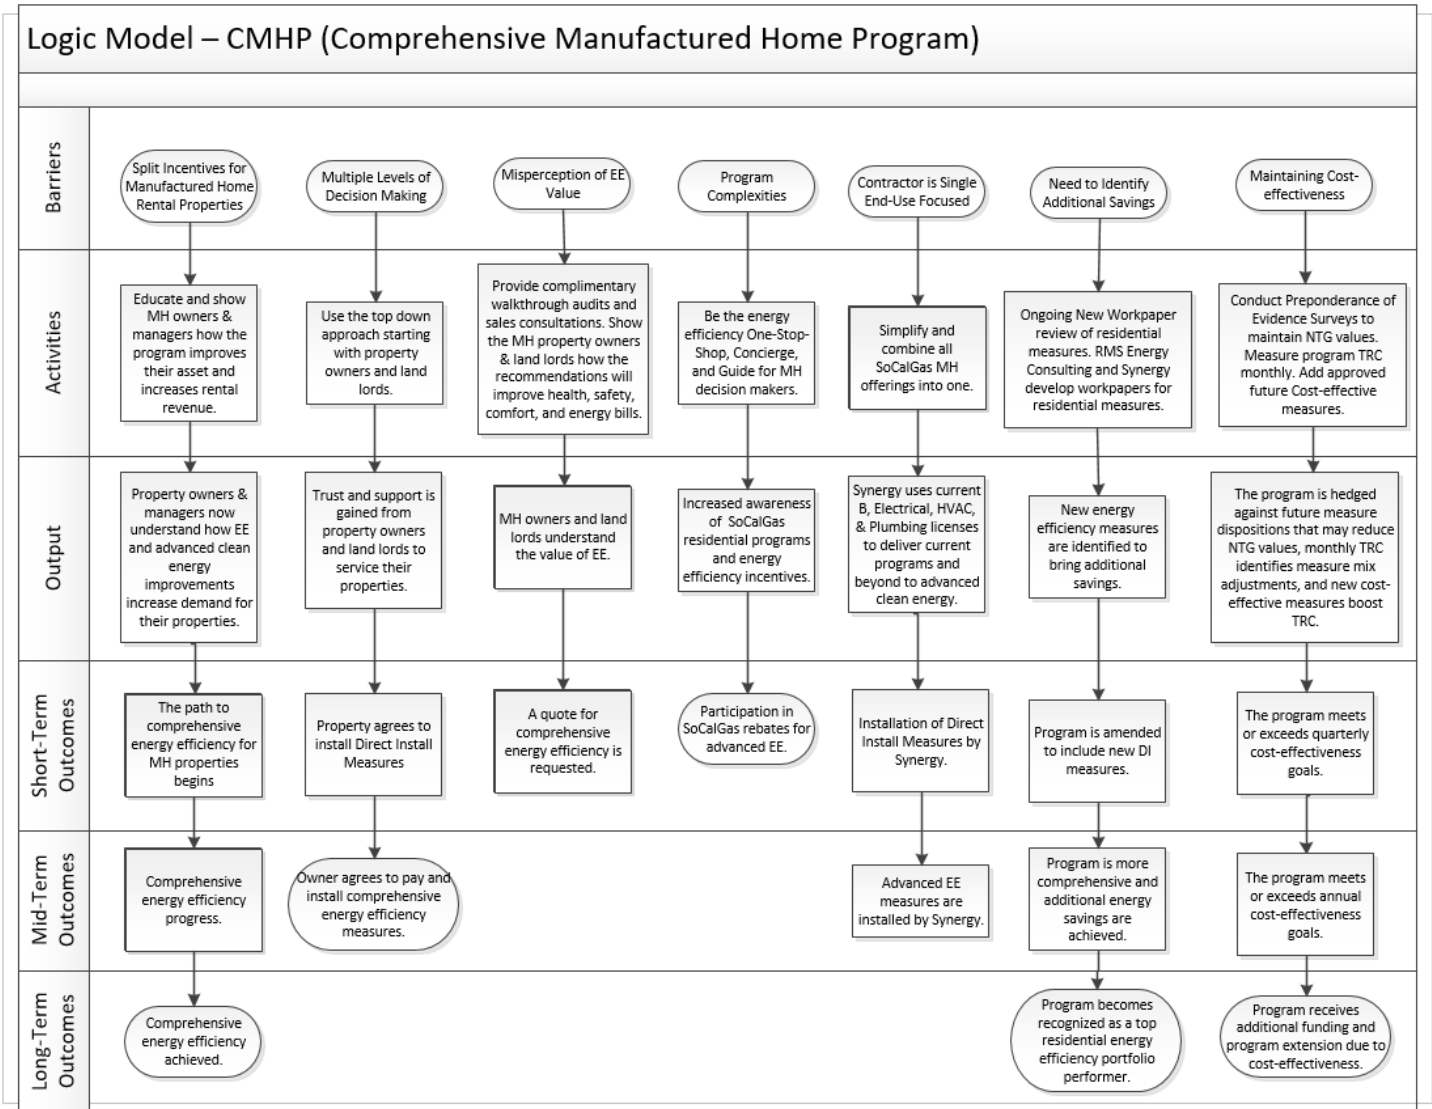 Logic Model – CMHP (Comprehensive Manufactured Home Program)
Barriers
Split Incentives for
Manufactured Home
Rental Properties
Multiple Levels of
Decision Making
Misperception of EE
Value
Program
Complexities
Contractor is Single
End-Use Focused
Need to Identify
Additional Savings
Maintaining Cost-
effectiveness
Activities
Educate and show
MH owners &
managers how the
program improves
their asset and
increases rental
revenue.
Use the top down
approach starting
with property
owners and land
lords.
Provide complimentary
walkthrough audits and
sales consultations. Show
the MH property owners
& land lords how the
recommendations will
improve health, safety,
comfort, and energy bills.
Be the energy
efficiency One-Stop-
Shop, Concierge,
and Guide for MH
decision makers.
Simplify and
combine all
SoCalGas MH
offerings into one.
Ongoing New Workpaper
review of residential
measures. RMS Energy
Consulting and Synergy
develop workpapers for
residential measures.
Conduct Preponderance of
Evidence Surveys to
maintain NTG values.
Measure program TRC
monthly. Add approved
future Cost-effective
measures.
Output
Property owners &
managers now
understand how EE
and advanced clean
energy
improvements
increase demand for
their properties.
Trust and support is
gained from
property owners
and land lords to
service their
properties.
MH owners and land
lords understand
the value of EE.
Increased awareness
of SoCalGas
residential programs
and energy
efficiency incentives.
Synergy uses current
B, Electrical, HVAC,
& Plumbing licenses
to deliver current
programs and
beyond to advanced
clean energy.
New energy
efficiency measures
are identified to
bring additional
savings.
The program is hedged
against future measure
dispositions that may reduce
NTG values, monthly TRC
identifies measure mix
adjustments, and new cost-
effective measures boost
TRC.
Short-Term
Outcomes
The path to
comprehensive
energy efficiency for
MH properties
begins
Property agrees to
install Direct Install
Measures
A quote for
comprehensive
energy efficiency is
requested.
Participation in
SoCalGas rebates for
advanced EE.
Installation of Direct
Install Measures by
Synergy.
Program is amended
to include new DI
measures.
The program meets
or exceeds quarterly
cost-effectiveness
goals.
Mid-Term
Outcomes
Comprehensive
energy efficiency
progress.
Owner agrees to pay and
install comprehensive
energy efficiency
measures.
Advanced EE
measures are
installed by Synergy.
Program is more
comprehensive and
additional energy
savings are
achieved.
The program meets
or exceeds annual
cost-effectiveness
goals.
Long-Term
Outcomes
Comprehensive
energy efficiency
achieved.
Program becomes
recognized as a top
residential energy
efficiency portfolio
performer.
Program receives
additional funding and
program extension due to
cost-effectiveness.